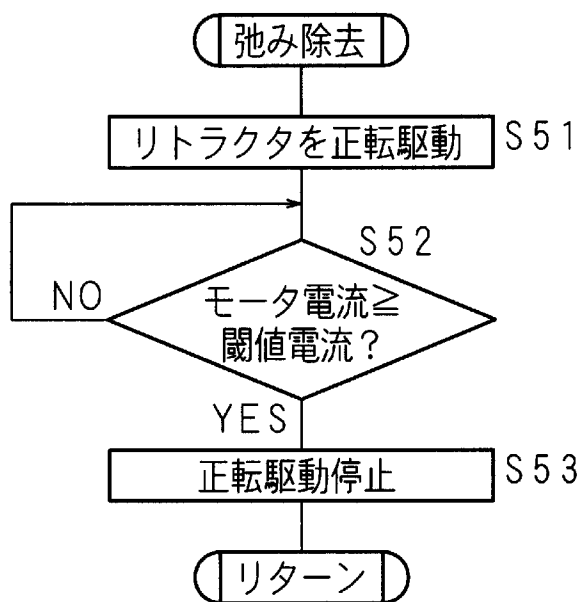 弛み除去
リトラクタを正転駆動
S51
S52
NO
モータ電流≧
閾値電流？
YES
正転駆動停止
S53
リターン